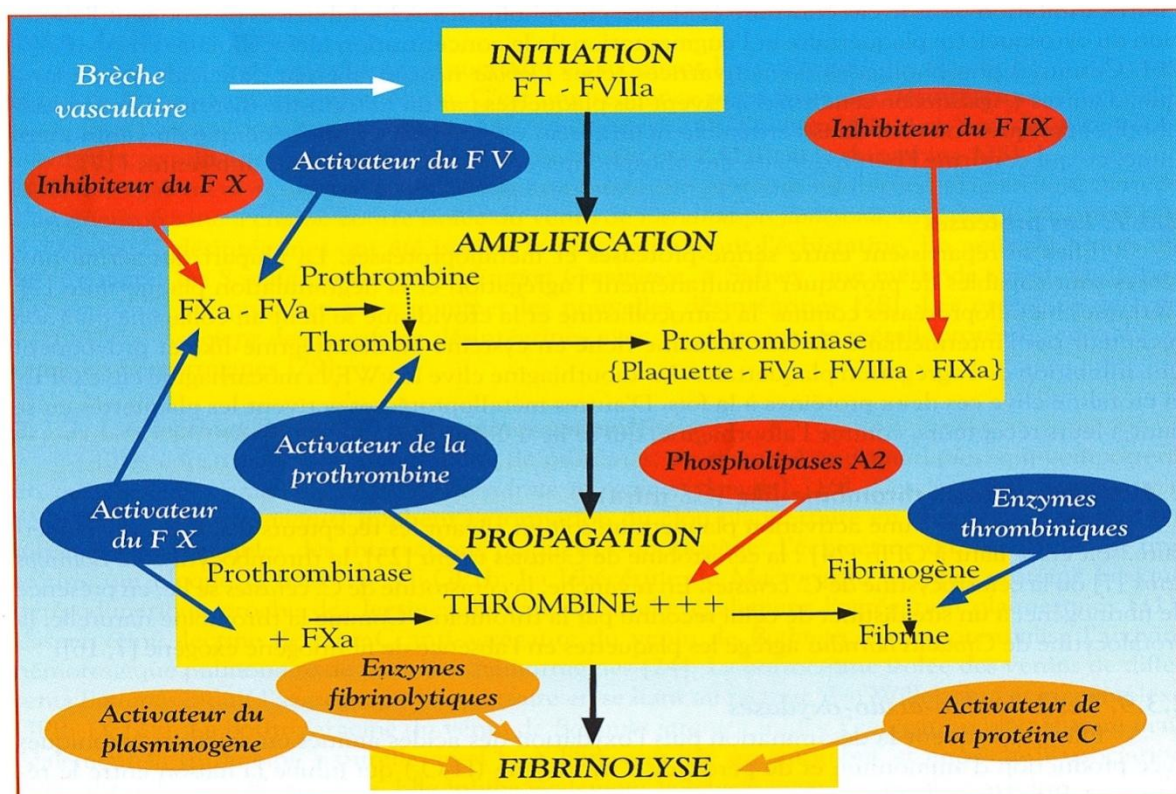 INITIATION
FT - FVIIa
Brèche
vasculaire
Inhibiteur du F X
Activateur du F V
Inhibiteur du F IX
AMPLIFICATION
Prothrombine
FXa - FVa
Thrombine
Prothrombinase
{Plaquette - FVa - FVIIIa - FIXa}
Activateur de la
prothrombine
Phospholipases A2
Activateur
du F X
Enzymes
thrombiniques
PROPAGATION
Prothrombinase
+ FXa
THROMBINE +++
Fibrinogène
Fibrine
Enzymes
fibrinolytiques
Activateur du
plasminogène
Activateur de
la protéine C
FIBRINOLYSE